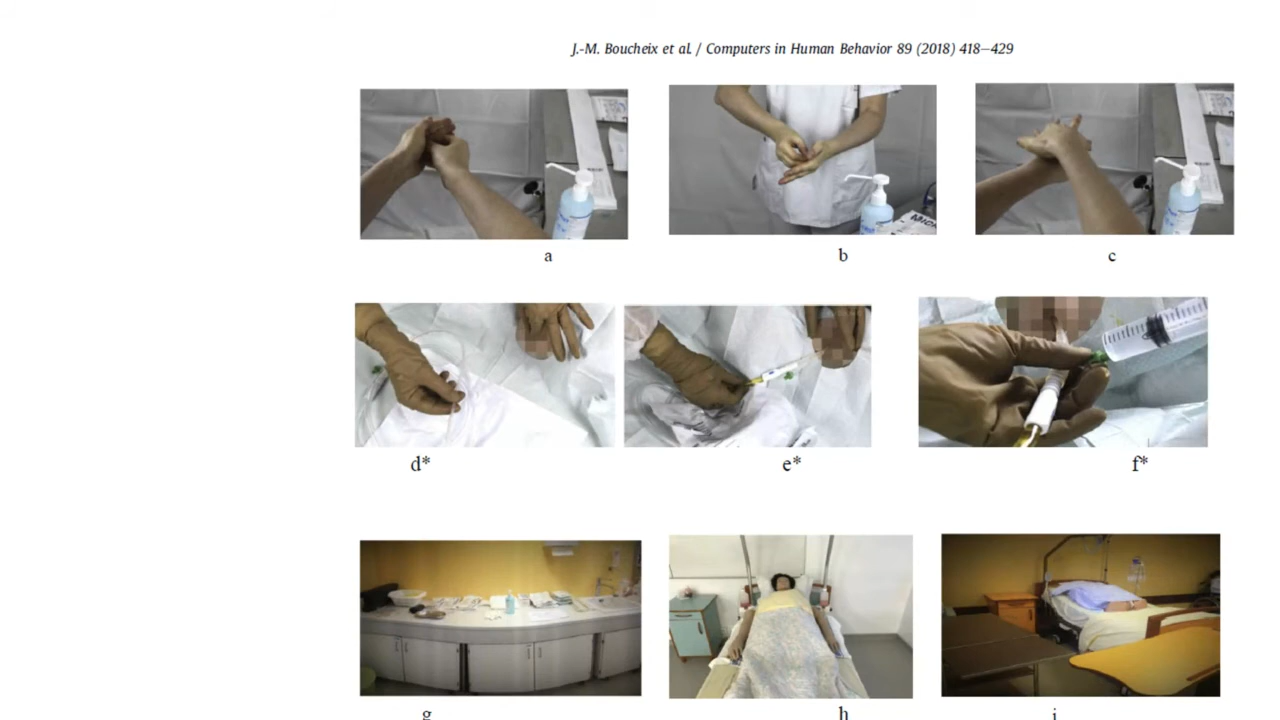 J.-M. Boucheix et al. / Computers in Human Behavior 89 (2018) 418–429
a
b
c
d*
e*
f*
g
h
i